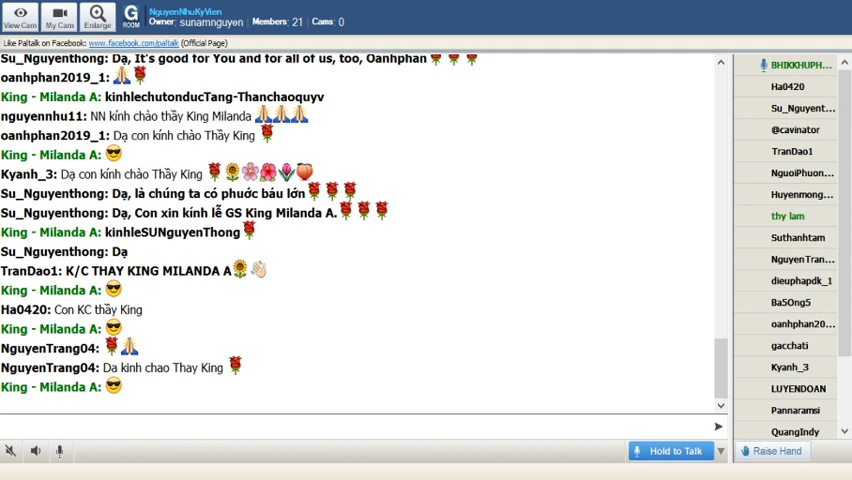 View Cam
My Cam
Enlarge
G
ROOM
NguyenNhuKyVien
Owner: sunamnguyen Members: 21 Cams: 0
Like Paltalk on Facebook: www.facebook.com/paltalk (Official Page)
Su_Nguyenthong: Dạ, It's good for You and for all of us, too, Oanhphan
oanhphan2019_1:
King - Milanda A: kinhlechutonducTang-Thanchaoquyv
nguyennhu11: NN kính chào thầy King Milanda
oanhphan2019_1: Dạ con kính chào Thầy King
King - Milanda A:
Kyanh_3: Dạ con kính chào Thầy King
Su_Nguyenthong: Dạ, là chúng ta có phước báu lớn
Su_Nguyenthong: Dạ, Con xin kính lễ GS King Milanda A.
King - Milanda A: kinhleSUNguyenThong
Su_Nguyenthong: Dạ
TranDao1: K/C THAY KING MILANDA A
King - Milanda A:
Ha0420: Con KC thầy King
King - Milanda A:
NguyenTrang04:
NguyenTrang04: Da kinh chao Thay King
King - Milanda A:
Hold to Talk
BHIKKHUPH...
Ha0420
Su_Nguyent...
@cavinator
TranDao1
NguoiPhuon...
Huyenmong...
thy lam
Suthanhtam
NguyenTran...
dieuphapdk_1
Ba5Ong5
oanhphan20...
gacchati
Kyanh_3
LUYENDOAN
Pannaramsi
QuangIndy
Raise Hand